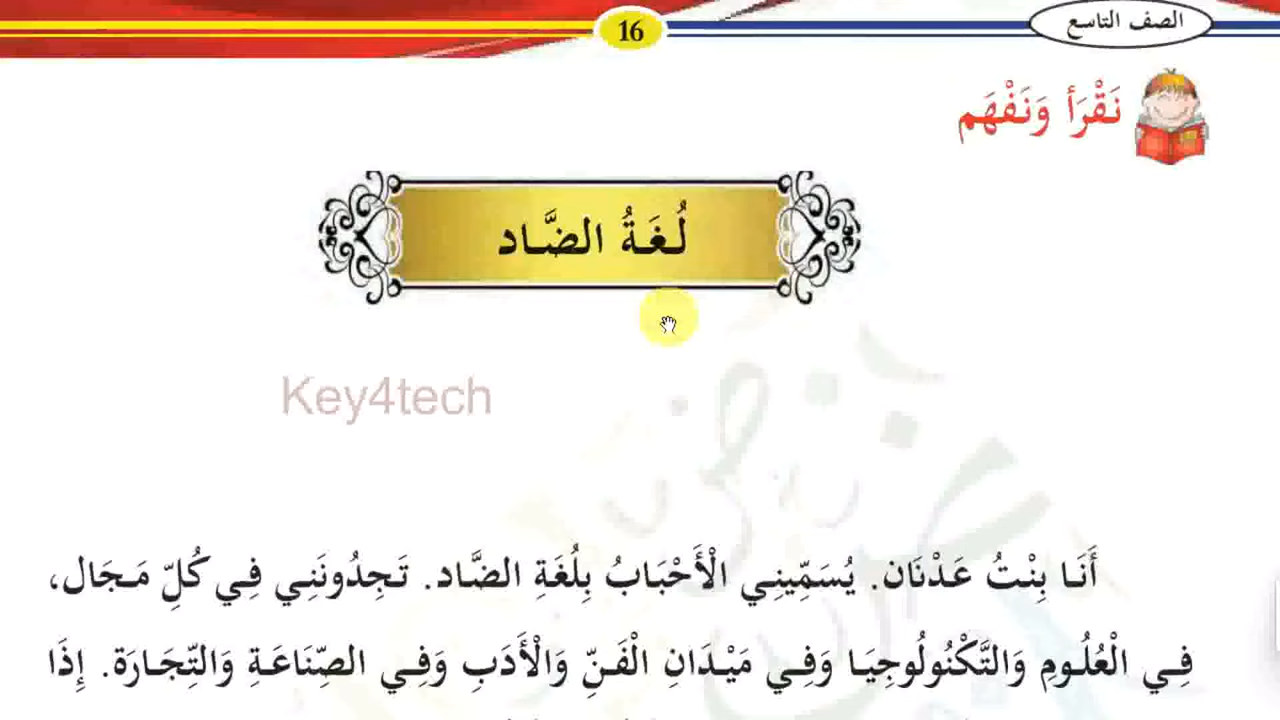 الصف التاسع
16
نَقْرَأ وَنَفْهَم
لُغَةُ الضَّاد
Key4tech
أَنَا بِنْتُ عَدْنَان. يُسَمِّينِي الْأَحْبَابُ بِلُغَةِ الضَّاد. تَجِدُونَنِي فِي كُلِّ مَجَال،
فِي الْعُلُومِ وَالتَّكْنُولُوجِيَا وَفِي مَيْدَانِ الْفَنِّ وَالْأَدَبِ وَفِي الصِّنَاعَةِ وَالتِّجَارَة. إِذَا